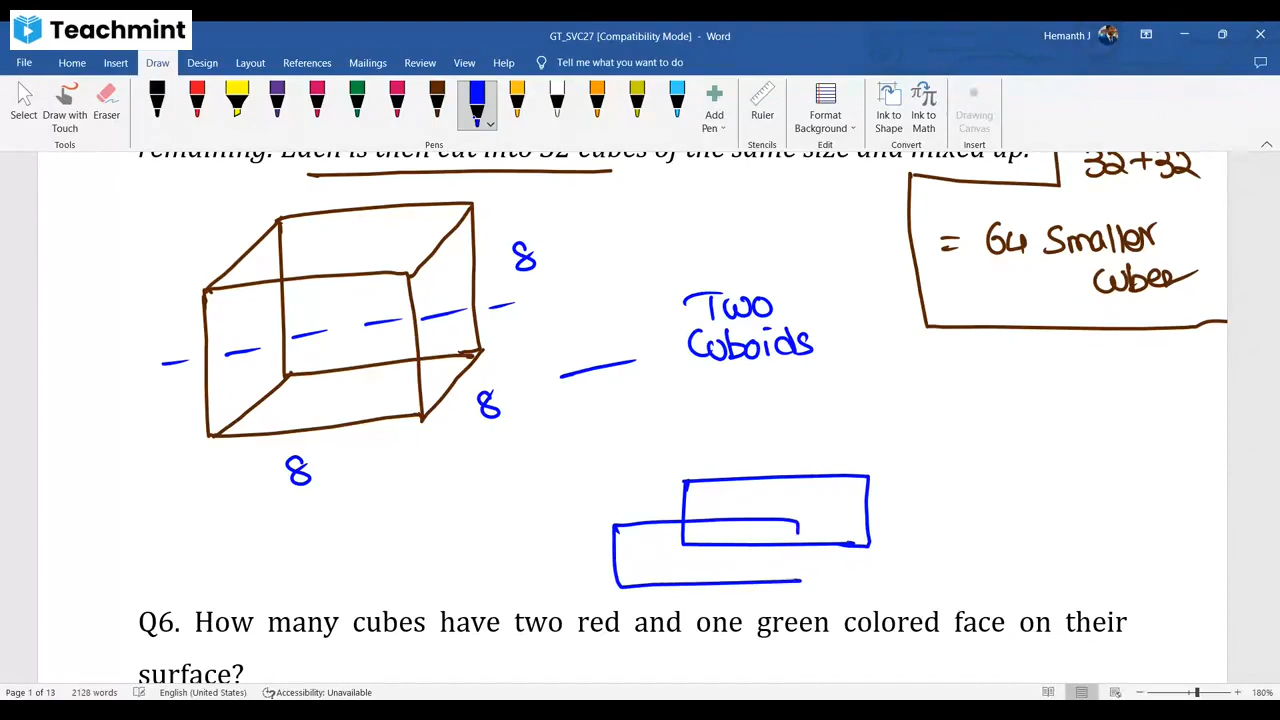 Teachmint
GT_SVC27 [Compatibility Mode] - Word
Hemanth J
File Home Insert Draw Design Layout References Mailings Review View Help Tell me what you want to do
Select Draw with Touch Eraser Add Pen Ruler Format Background Ink to Shape Ink to Math Drawing Canvas
Tools Pens Stencils Edit Convert Insert
remaining. Each is then cut into 32 cubes of the same size and mixed up.
32+32
= 64 Smaller
cubes
8
Two
Cuboids
8
8
Q6. How many cubes have two red and one green colored face on their
surface?
Page 1 of 13 2128 words English (United States) Accessibility: Unavailable 180%